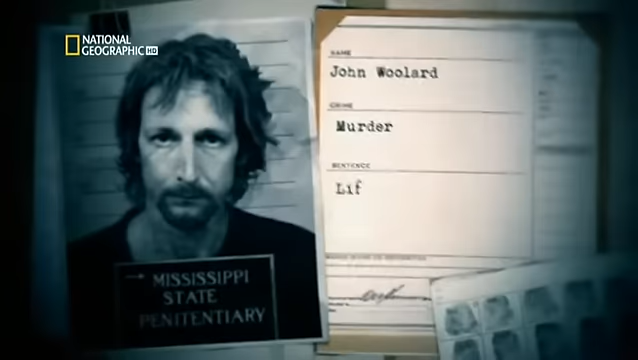 NATIONAL
GEOGRAPHIC HD
NAME
John Woolard
CRIME
Murder
SENTENCE
Lif
MISSISSIPPI
STATE
PENITENTIARY